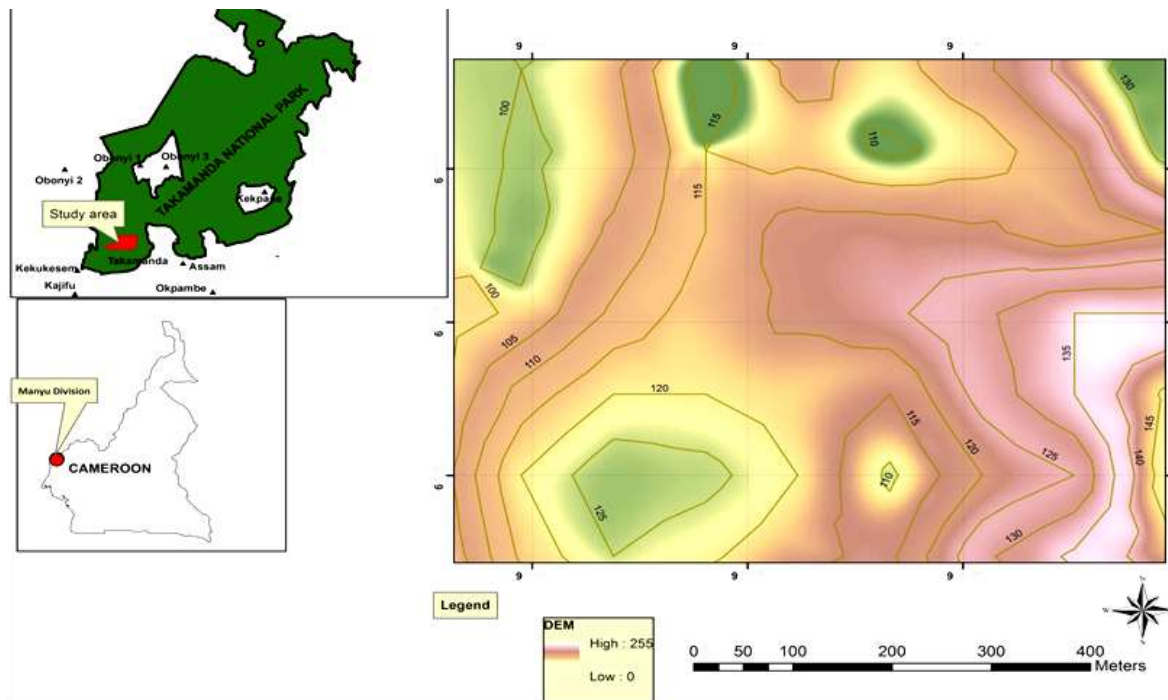 TAKAMANDA NATIONAL PARK
Obonyi 1
Obonyi 3
Obonyi 2
Study area
Takamanda
Kekukesem
Assam
Kajifu
Okpambe
Manyu Division
CAMEROON
9
9
9
100
115
110
130
6
115
100
6
105
110
135
120
115
145
120
125
140
6
110
125
130
9
9
9
Legend
DEM
High : 255
Low : 0
N
0 25 50 100 200 300 400
Meters